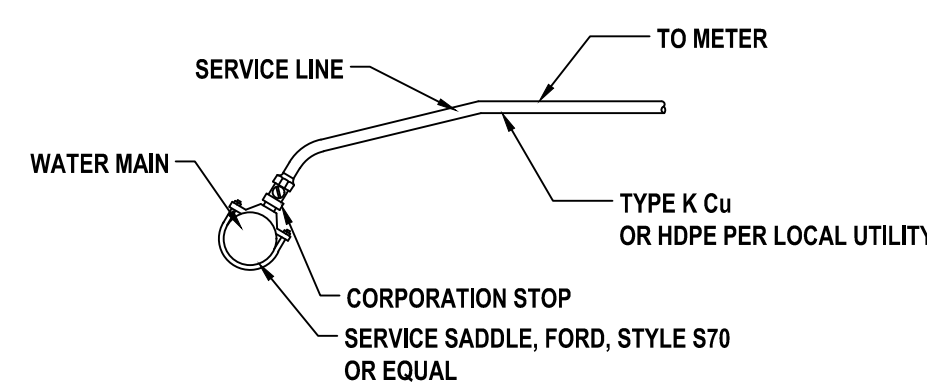 TO METER
SERVICE LINE
WATER MAIN
TYPE K Cu
OR HDPE PER LOCAL UTILITY
CORPORATION STOP
SERVICE SADDLE, FORD, STYLE S70
OR EQUAL